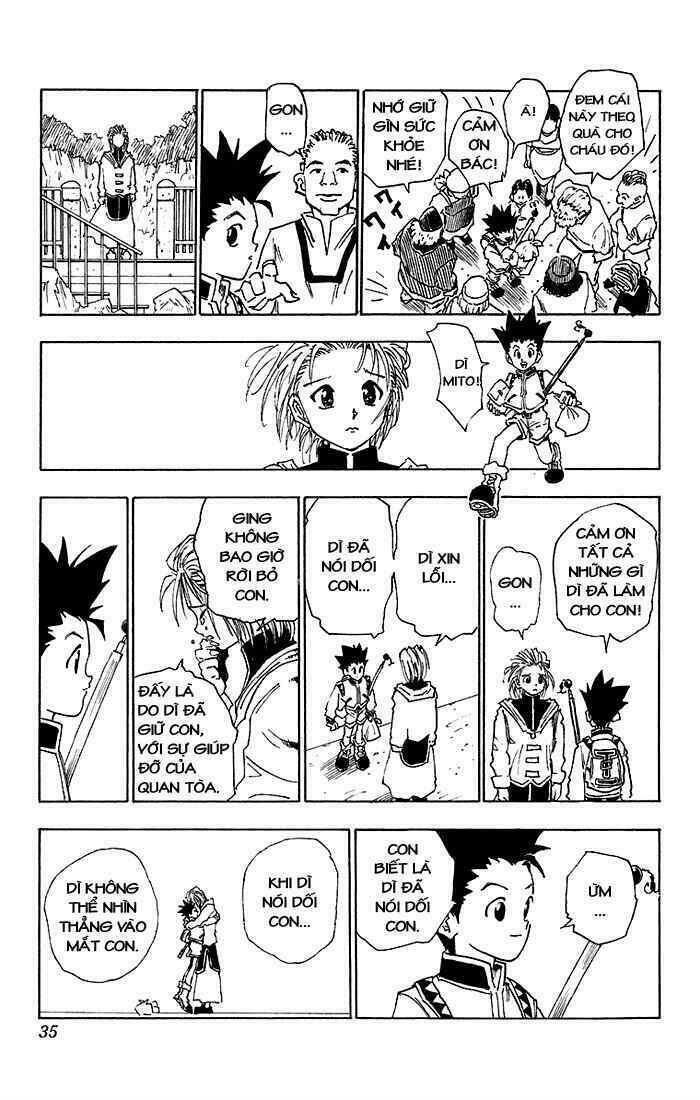 ĐEM CÁI
NÀY THEO,
QUÀ CHO
CHÁU ĐÓ!
CẢM
ƠN
BÁC!
NHỚ GIỮ
GÌN SỨC
KHỎE
NHÉ!
ワイ
ワイ
GON
...
DÌ
MITO!
CẢM ƠN
TẤT CẢ
NHỮNG GÌ
DÌ ĐÃ LÀM
CHO CON!
GON
...
DÌ XIN
LỖI...
DÌ ĐÃ
NÓI DỐI
CON...
GING
KHÔNG
BAO GIỜ
RỜI BỎ
CON.
ĐẤY LÀ
DO DÌ ĐÃ
GIỮ CON,
VỚI SỰ GIÚP
ĐỠ CỦA
QUAN TÒA.
ỪM
...
CON
BIẾT LÀ
DÌ ĐÃ
NÓI DỐI
CON.
KHI DÌ
NÓI DỐI
CON...
DÌ KHÔNG
THỂ NHÌN
THẲNG VÀO
MẮT CON.
35